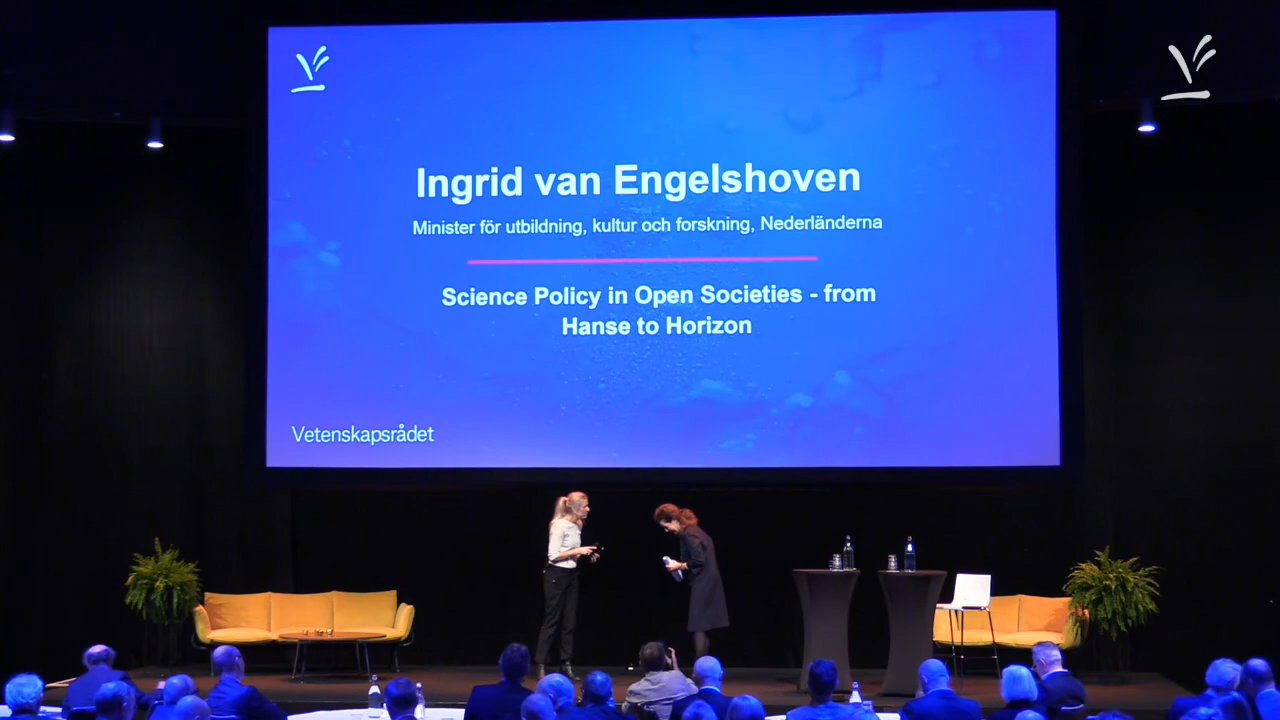 Ingrid van Engelshoven
Minister för utbildning, kultur och forskning, Nederländerna
Science Policy in Open Societies - from
Hanse to Horizon
Vetenskapsrådet